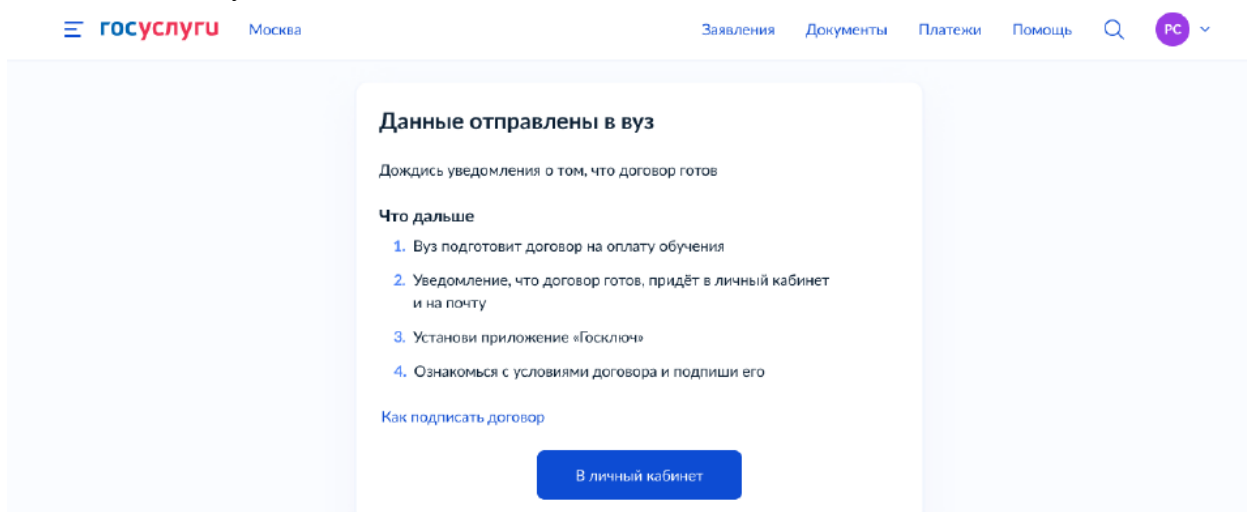 госуслуги Москва Заявления Документы Платежи Помощь РС
Данные отправлены в вуз
Дождись уведомления о том, что договор готов
Что дальше
1. Вуз подготовит договор на оплату обучения
2. Уведомление, что договор готов, придёт в личный кабинет
и на почту
3. Установи приложение «Госключ»
4. Ознакомься с условиями договора и подпиши его
Как подписать договор
В личный кабинет